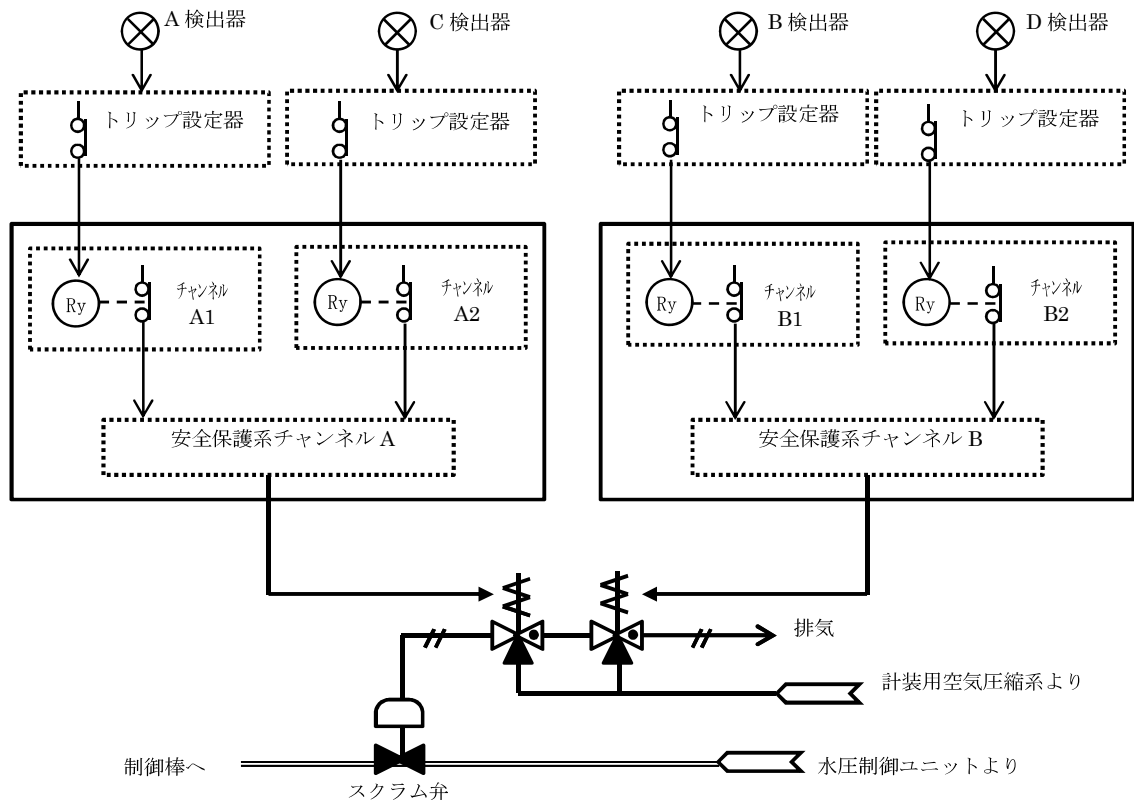 A 検出器
C 検出器
B 検出器
D 検出器
トリップ設定器
トリップ設定器
トリップ設定器
トリップ設定器
Ry
チャンネル
A1
Ry
チャンネル
A2
Ry
チャンネル
B1
Ry
チャンネル
B2
安全保護系チャンネル A
安全保護系チャンネル B
排気
計装用空気圧縮系より
制御棒へ
水圧制御ユニットより
スクラム弁